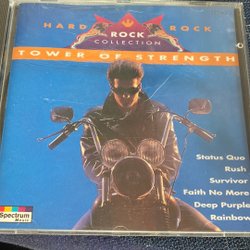 HARD ROCK
ROCK
COLLECTION
TOWER OF STRENGTH
Status Quo
Rush
Survivor
Faith No More
Deep Purple
Rainbow
Spectrum
Music